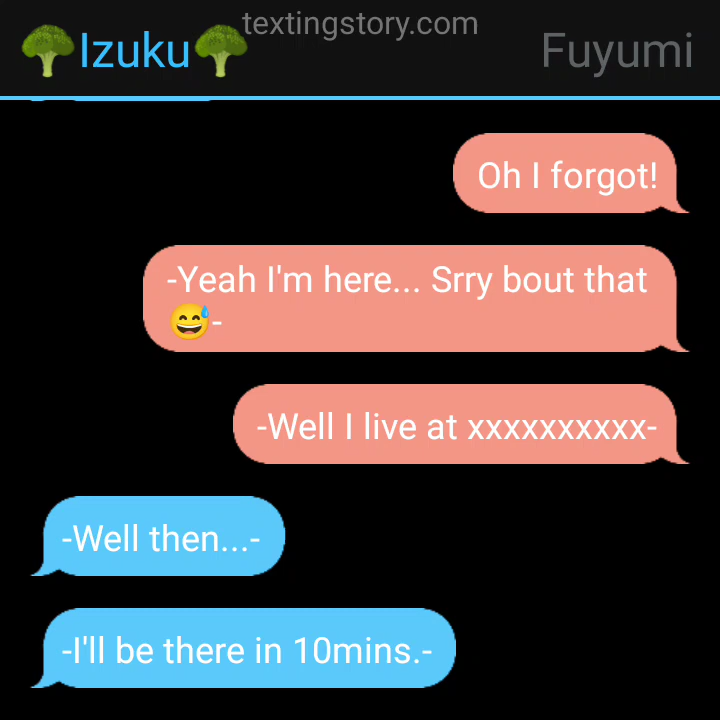 textingstory.com
🥦Izuku🥦
Fuyumi
Oh I forgot!
-Yeah I'm here... Srry bout that
😅-
-Well I live at xxxxxxxxxx-
-Well then...-
-I'll be there in 10mins.-